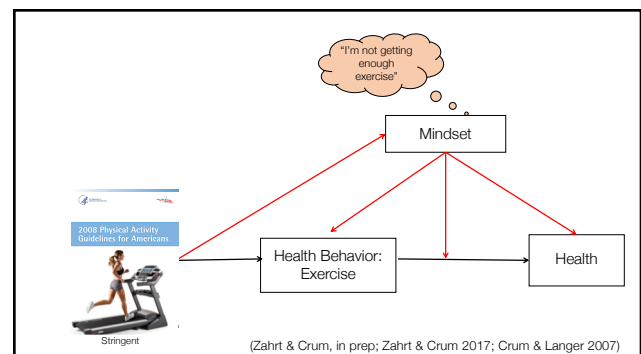 "I'm not getting
enough
exercise"
Mindset
2008 Physical Activity
Guidelines for Americans
Health Behavior:
Exercise
Health
Stringent
(Zahrt & Crum, in prep; Zahrt & Crum 2017; Crum & Langer 2007)